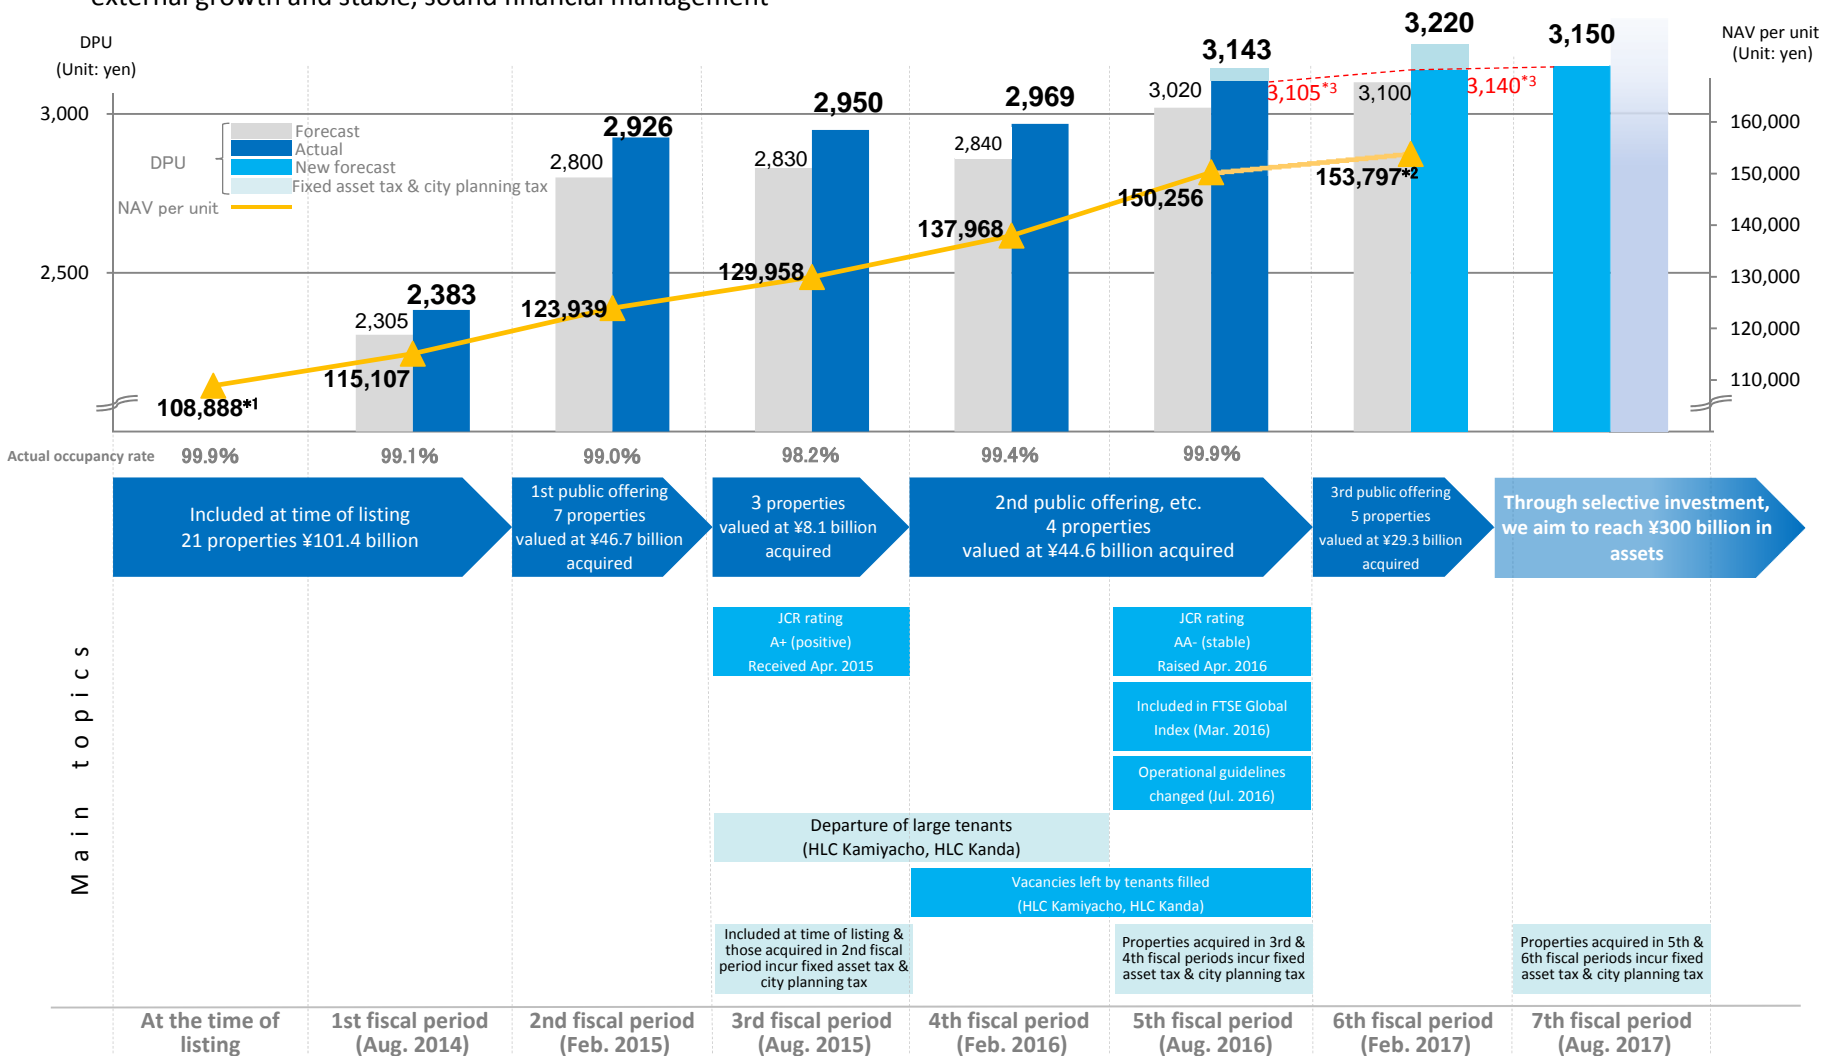 external growth and stable, sound financial management
DPU
(Unit: yen)
NAV per unit
(Unit: yen)
3,000
2,500
160,000
150,000
140,000
130,000
120,000
110,000
DPU
Forecast
Actual
New forecast
Fixed asset tax & city planning tax
NAV per unit
2,305
2,383
2,800
2,926
2,830
2,950
2,840
2,969
3,020
3,143
3,105*3
3,100
3,220
3,140*3
3,150
108,888*1
115,107
123,939
129,958
137,968
150,256
153,797*2
Actual occupancy rate 99.9% 99.1% 99.0% 98.2% 99.4% 99.9%
Included at time of listing
21 properties ¥101.4 billion
1st public offering
7 properties
valued at ¥46.7 billion
acquired
3 properties
valued at ¥8.1 billion
acquired
2nd public offering, etc.
4 properties
valued at ¥44.6 billion acquired
3rd public offering
5 properties
valued at ¥29.3 billion
acquired
Through selective investment,
we aim to reach ¥300 billion in
assets
Main topics
JCR rating
A+ (positive)
Received Apr. 2015
JCR rating
AA- (stable)
Raised Apr. 2016
Included in FTSE Global
Index (Mar. 2016)
Operational guidelines
changed (Jul. 2016)
Departure of large tenants
(HLC Kamiyacho, HLC Kanda)
Vacancies left by tenants filled
(HLC Kamiyacho, HLC Kanda)
Included at time of listing &
those acquired in 2nd fiscal
period incur fixed asset tax &
city planning tax
Properties acquired in 3rd &
4th fiscal periods incur fixed
asset tax & city planning tax
Properties acquired in 5th &
6th fiscal periods incur fixed
asset tax & city planning tax
At the time of
listing
1st fiscal period
(Aug. 2014)
2nd fiscal period
(Feb. 2015)
3rd fiscal period
(Aug. 2015)
4th fiscal period
(Feb. 2016)
5th fiscal period
(Aug. 2016)
6th fiscal period
(Feb. 2017)
7th fiscal period
(Aug. 2017)